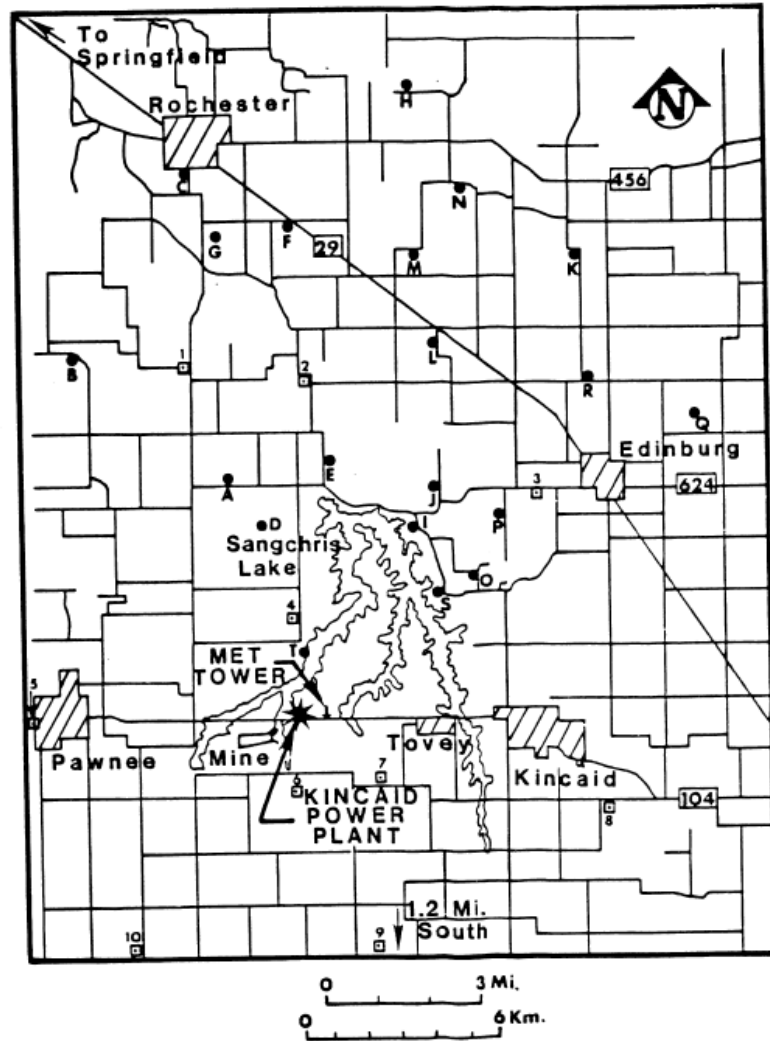 To
Springfield
Rochester
H
N
C
456
N
G
F
29
M
K
L
1
B
2
R
Q
Edinburg
E
A
J
3
624
D
I
P
Sangchris
Lake
O
S
4
T
MET
TOWER
5
Pawnee
Mine
Tovey
Kincaid
6
7
KINCAID
POWER
PLANT
104
8
1.2 Mi.
South
10
9
0
3 Mi.
0
6 Km.